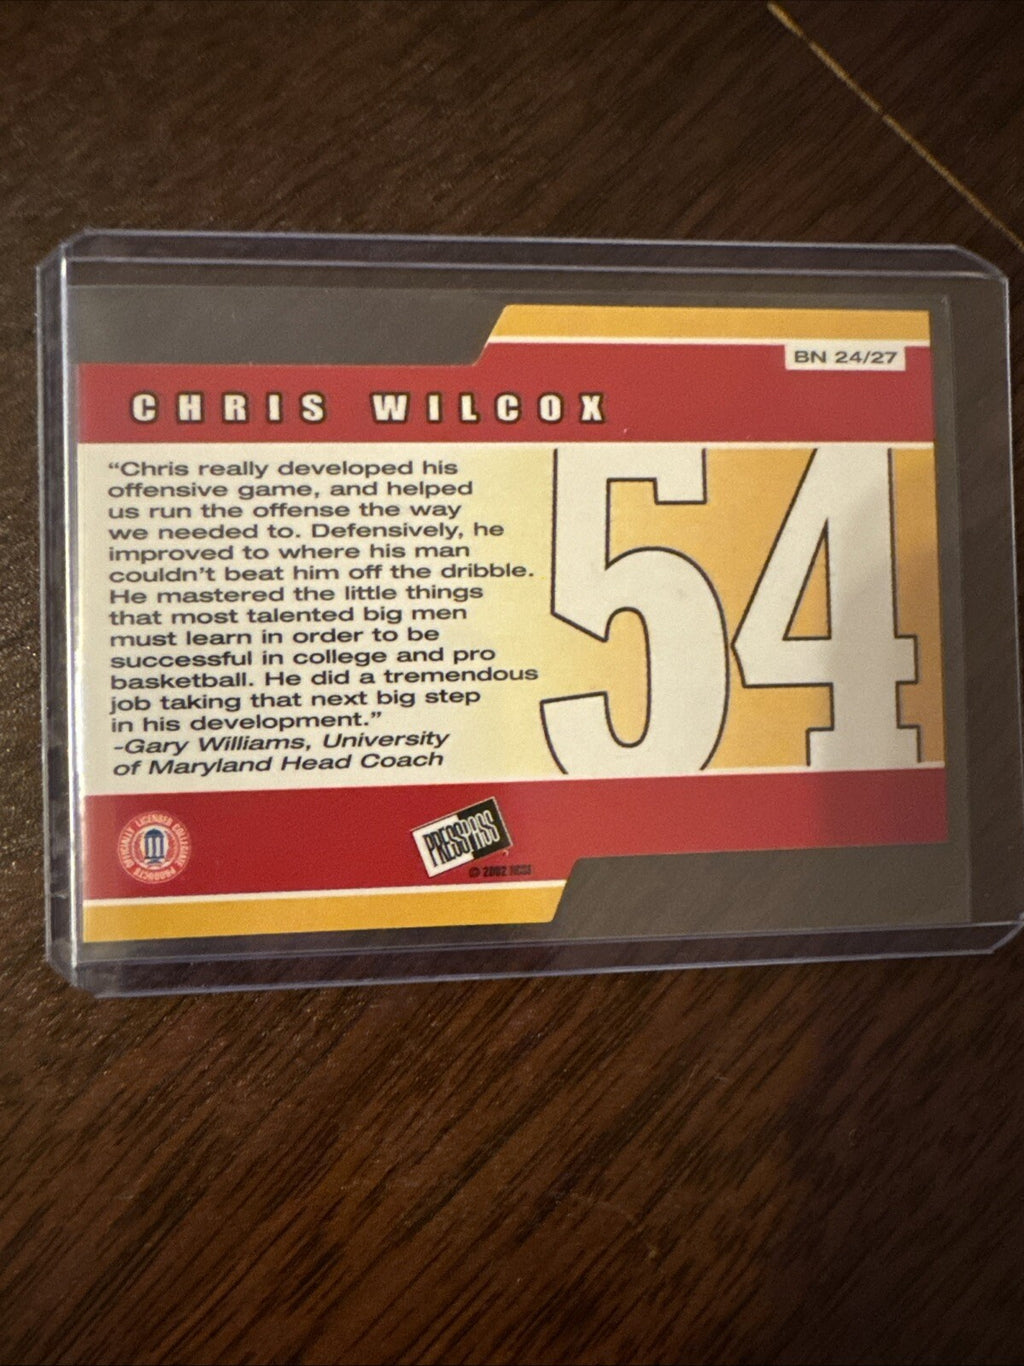 BN 24/27
CHRIS WILCOX
“Chris really developed his
offensive game, and helped
us run the offense the way
we needed to. Defensively, he
improved to where his man
couldn’t beat him off the dribble.
He mastered the little things
that most talented big men
must learn in order to be
successful in college and pro
basketball. He did a tremendous
job taking that next big step
in his development.”
-Gary Williams, University
of Maryland Head Coach
54
OFFICIALLY LICENSED COLLEGIATE PRODUCTS
PRESS PASS
© 2002